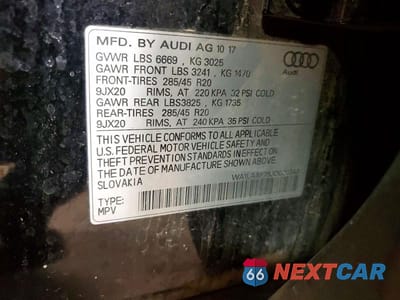 MFD. BY AUDI AG 10 17
GVWR LBS 6669 , KG 3025
GAWR FRONT LBS 3241 , KG 1470
FRONT-TIRES 285/45 R20
9JX20 RIMS, AT 220 KPA 32 PSI COLD
GAWR REAR LBS3825 , KG 1735
REAR-TIRES 285/45 R20
9JX20 RIMS, AT 240 KPA 35 PSI COLD
THIS VEHICLE CONFORMS TO ALL APPLICABLE
U.S. FEDERAL MOTOR VEHICLE SAFETY AND
THEFT PREVENTION STANDARDS IN EFFECT ON
THE DATE OF MANUFACTURE SHOWN ABOVE.
SLOVAKIA
TYPE:
MPV
Audi
66 NEXTCAR